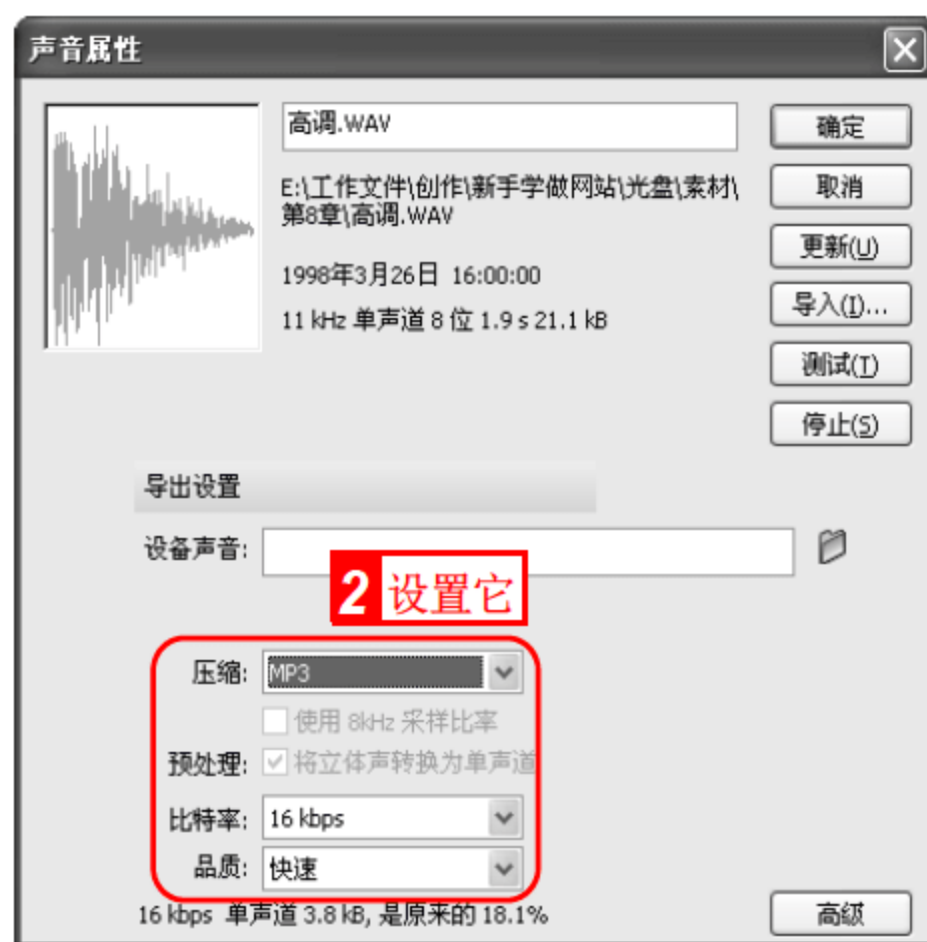 声音属性
高调.WAV
确定
E:\工作文件\创作\新手学做网站\光盘\素材\
第8章\高调.WAV
取消
更新(U)
1998年3月26日 16:00:00
导入(I)...
11 kHz 单声道 8 位 1.9 s 21.1 kB
测试(T)
停止(S)
导出设置
设备声音:
2 设置它
压缩: MP3
使用 8kHz 采样比率
预处理: 将立体声转换为单声道
比特率: 16 kbps
品质: 快速
16 kbps 单声道 3.8 kB, 是原来的 18.1%
高级